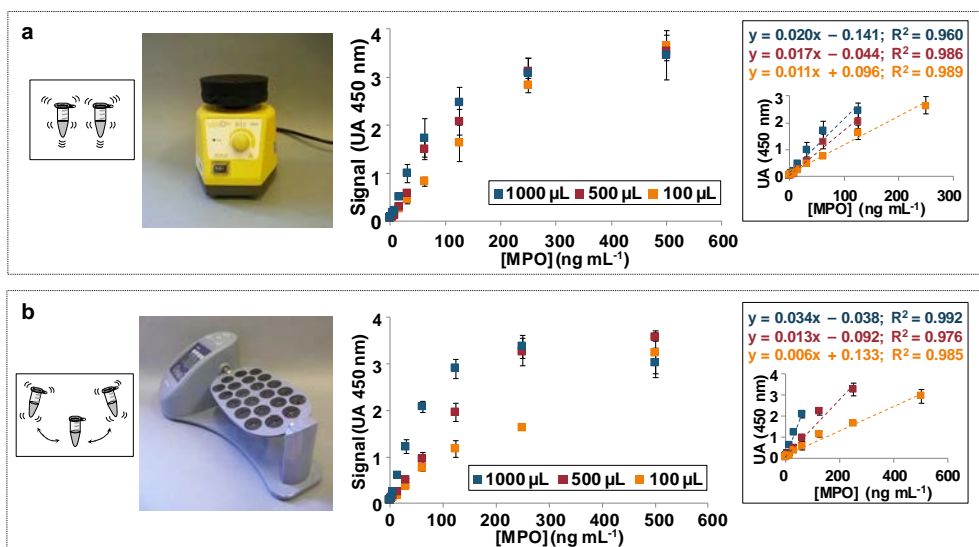 a
y = 0.020x − 0.141; R² = 0.960
y = 0.017x − 0.044; R² = 0.986
y = 0.011x + 0.096; R² = 0.989
Signal (UA 450 nm)
4
3
2
1
0
1000 µL
500 µL
100 µL
0 100 200 300 400 500 600
[MPO] (ng mL⁻¹)
UA (450 nm)
3
2
1
0
0 100 200 300
[MPO] (ng mL⁻¹)
b
y = 0.034x − 0.038; R² = 0.992
y = 0.013x − 0.092; R² = 0.976
y = 0.006x + 0.133; R² = 0.985
Signal (UA 450 nm)
4
3
2
1
0
1000 µL
500 µL
100 µL
0 100 200 300 400 500 600
[MPO] (ng mL⁻¹)
UA (450 nm)
4
3
2
1
0
0 200 400 600
[MPO] (ng mL⁻¹)